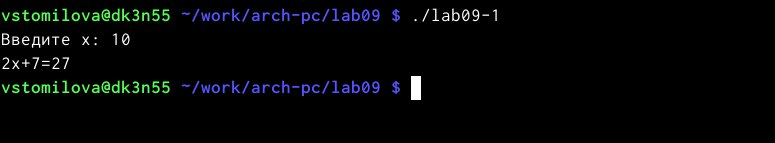 vstomilova@dk3n55 ~/work/arch-pc/lab09 $ ./lab09-1
Введите x: 10
2x+7=27
vstomilova@dk3n55 ~/work/arch-pc/lab09 $